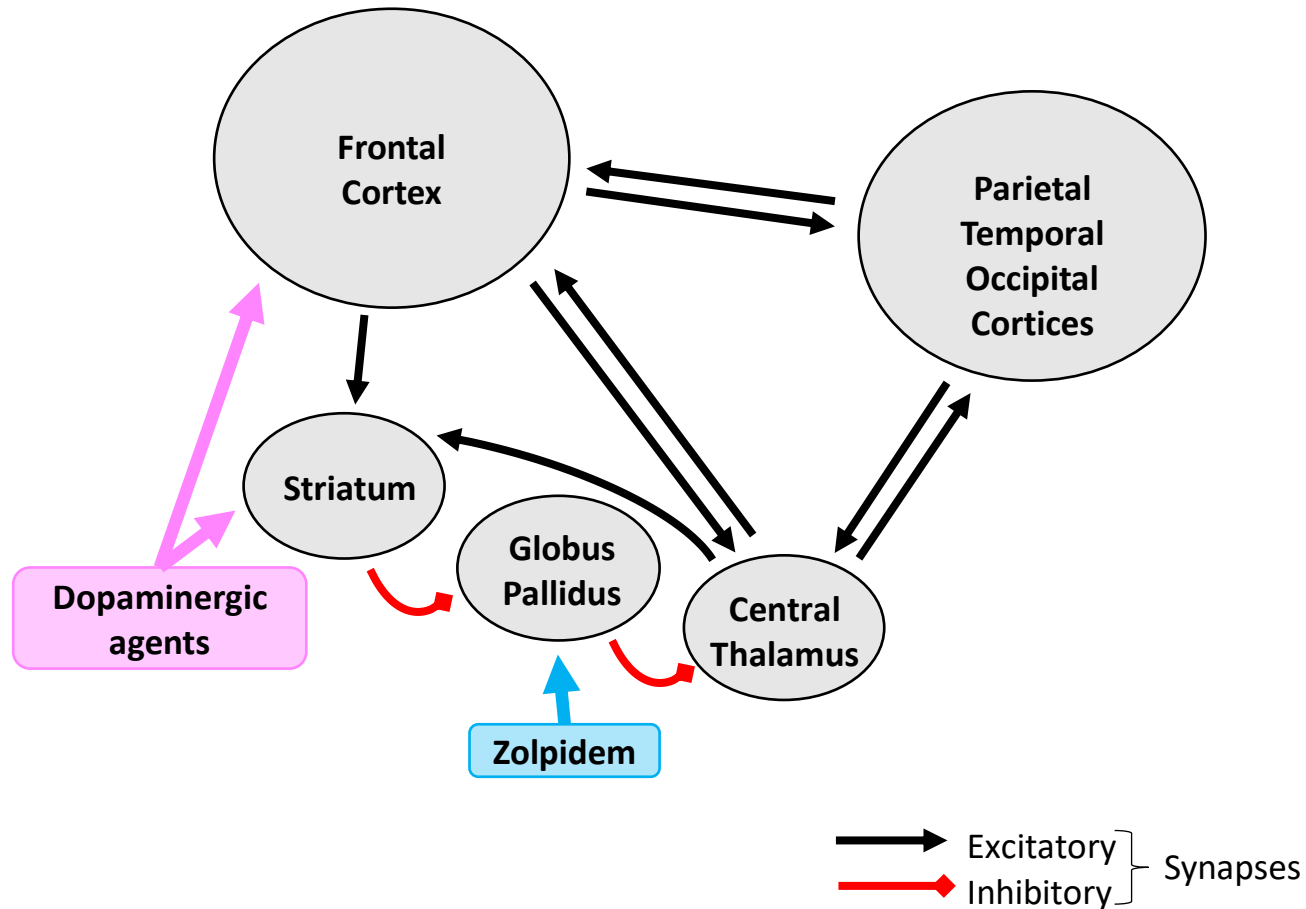 Frontal
Cortex
Parietal
Temporal
Occipital
Cortices
Striatum
Globus
Pallidus
Central
Thalamus
Dopaminergic
agents
Zolpidem
Excitatory
Inhibitory
Synapses